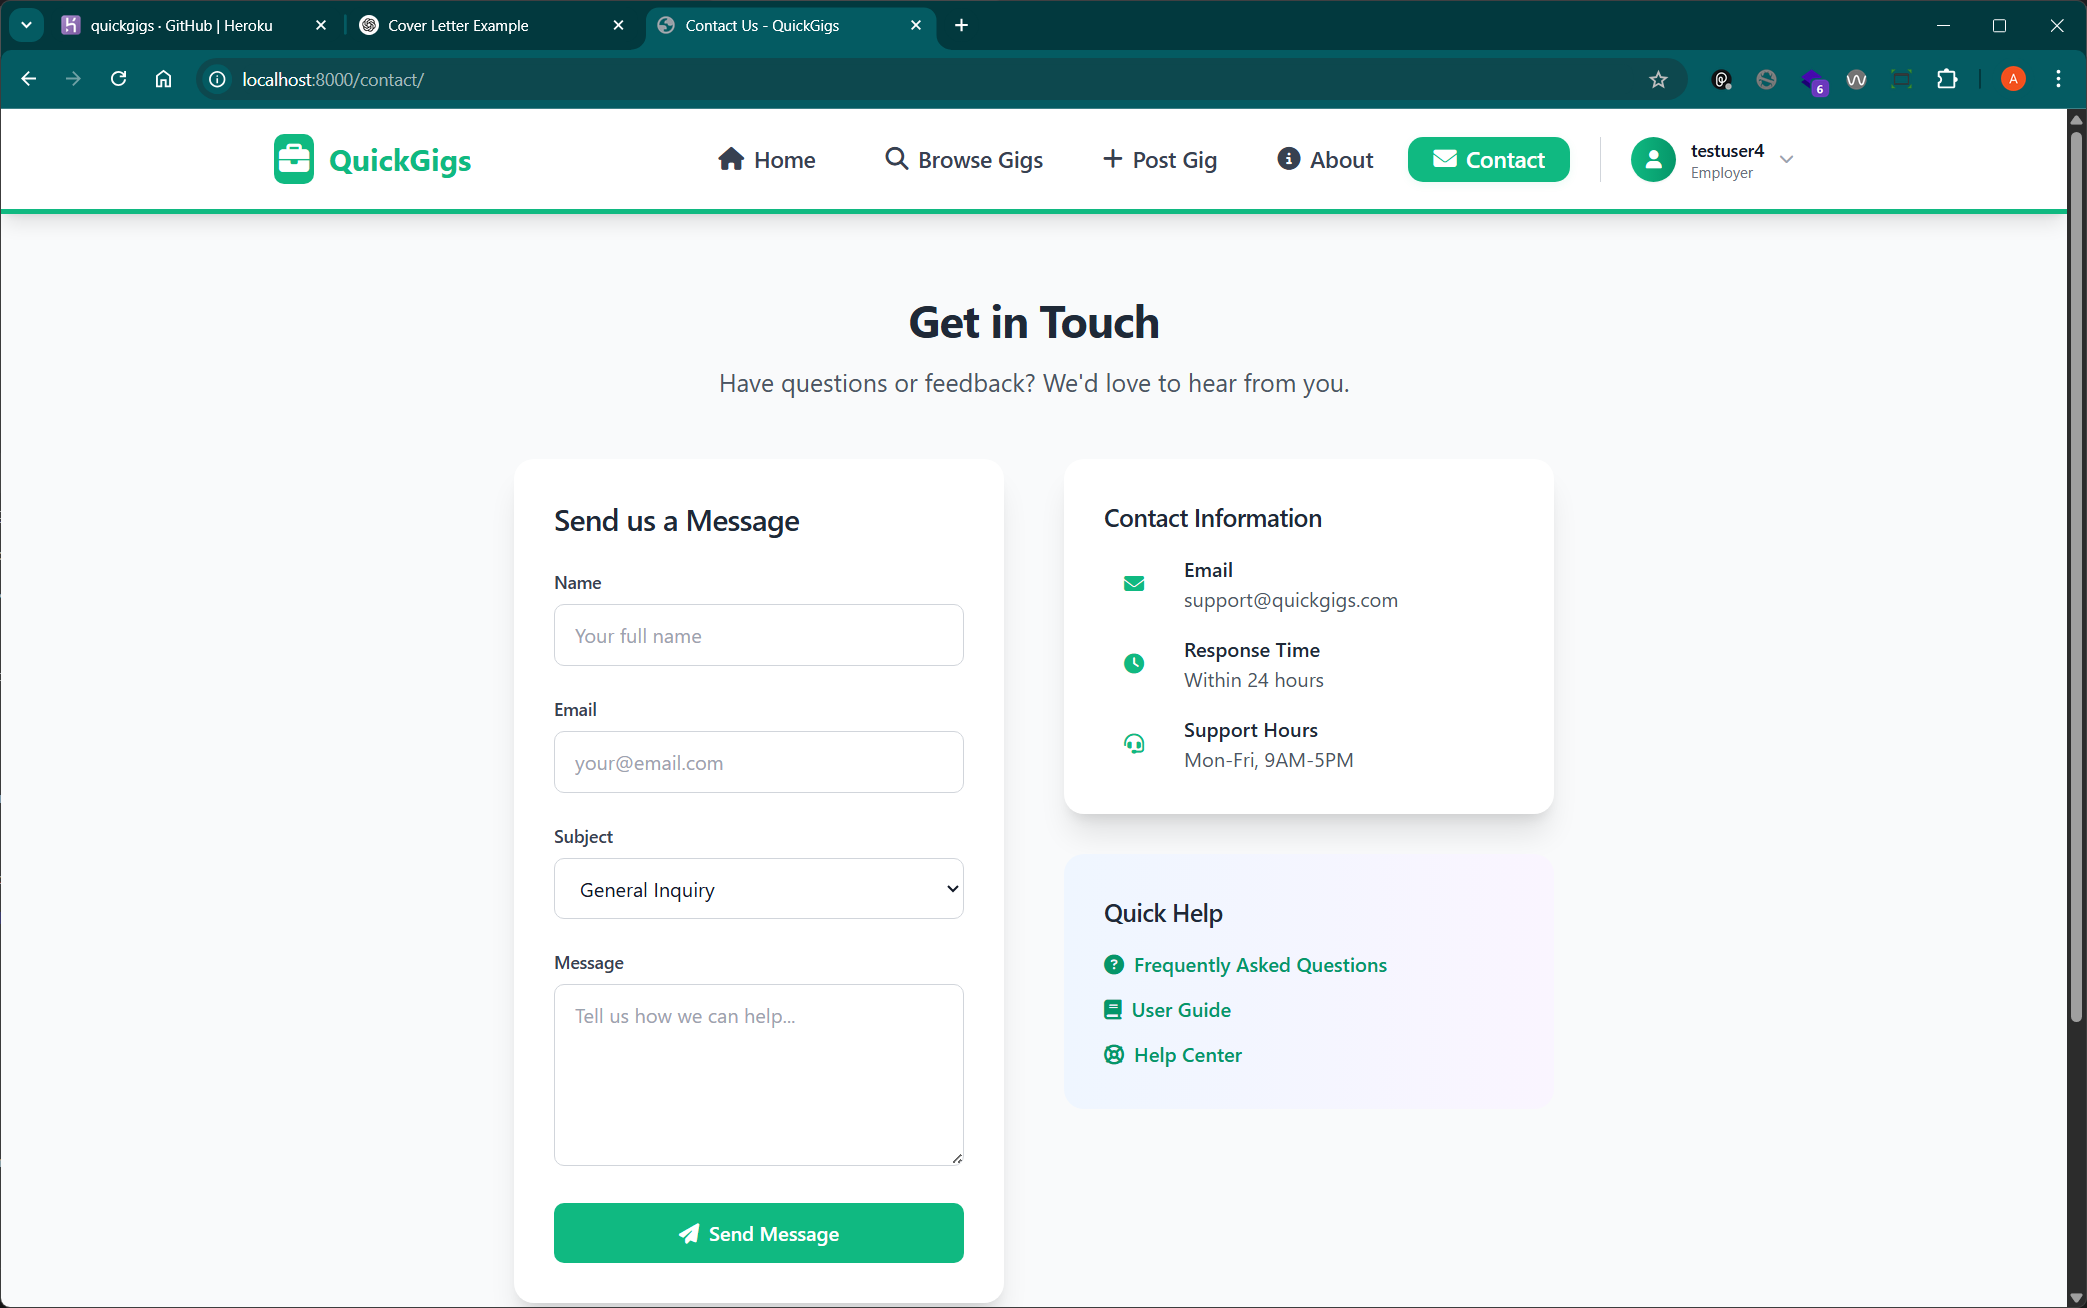 quickgigs · GitHub | Heroku
Cover Letter Example
Contact Us - QuickGigs
localhost:8000/contact/
6
A
QuickGigs
Home
Browse Gigs
Post Gig
About
Contact
testuser4
Employer
Get in Touch
Have questions or feedback? We'd love to hear from you.
Send us a Message
Name
Your full name
Email
your@email.com
Subject
General Inquiry
Message
Tell us how we can help...
Send Message
Contact Information
Email
support@quickgigs.com
Response Time
Within 24 hours
Support Hours
Mon-Fri, 9AM-5PM
Quick Help
Frequently Asked Questions
User Guide
Help Center